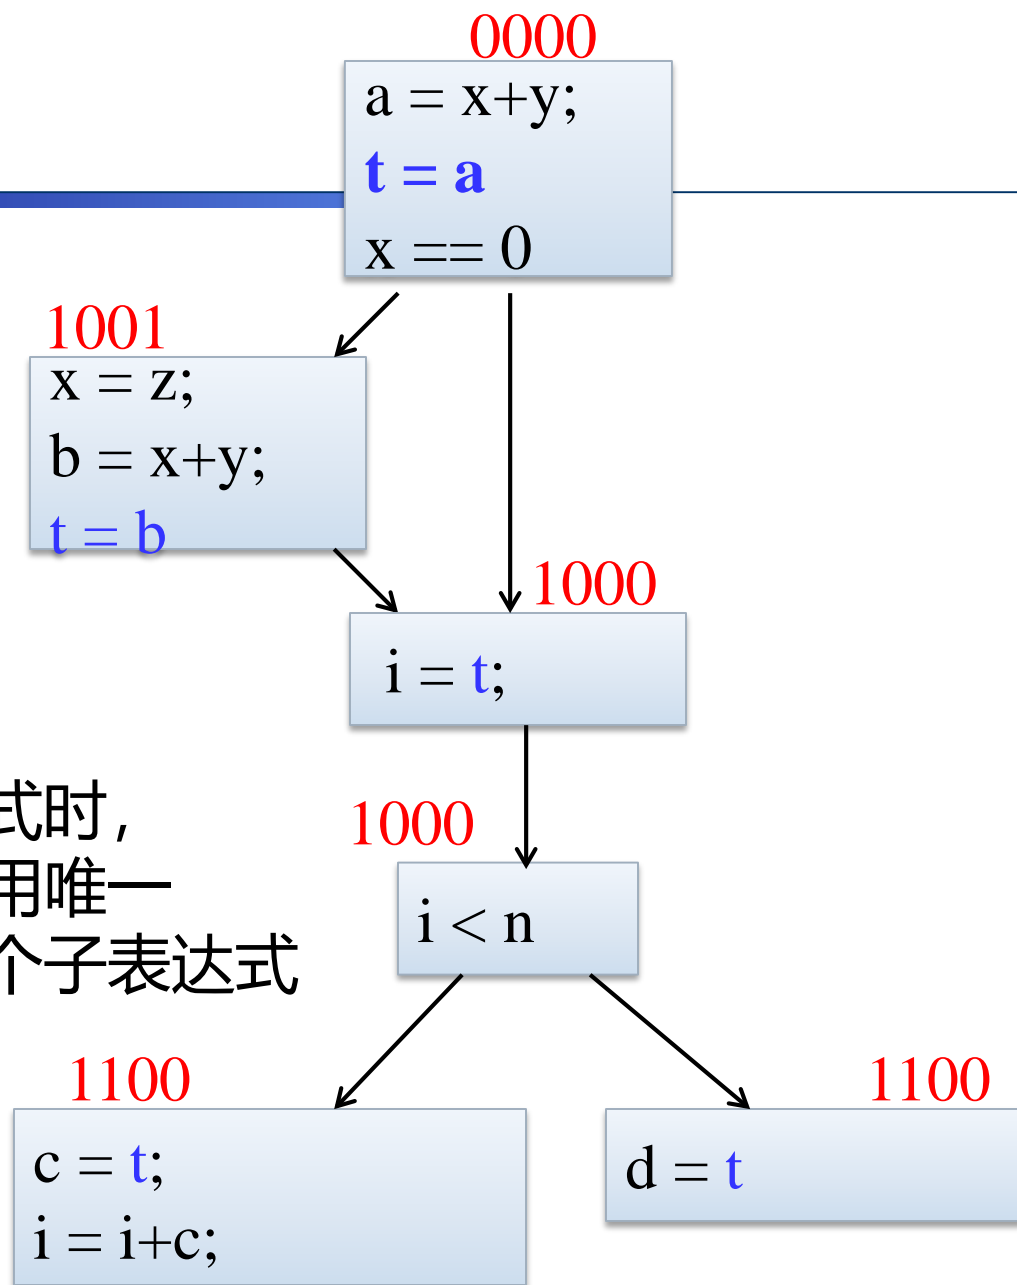 0000
a = x+y;
t = a
x == 0
1001
x = z;
b = x+y;
t = b
1000
i = t;
式时，
用唯一
个子表达式
1000
i < n
1100
c = t;
i = i+c;
1100
d = t